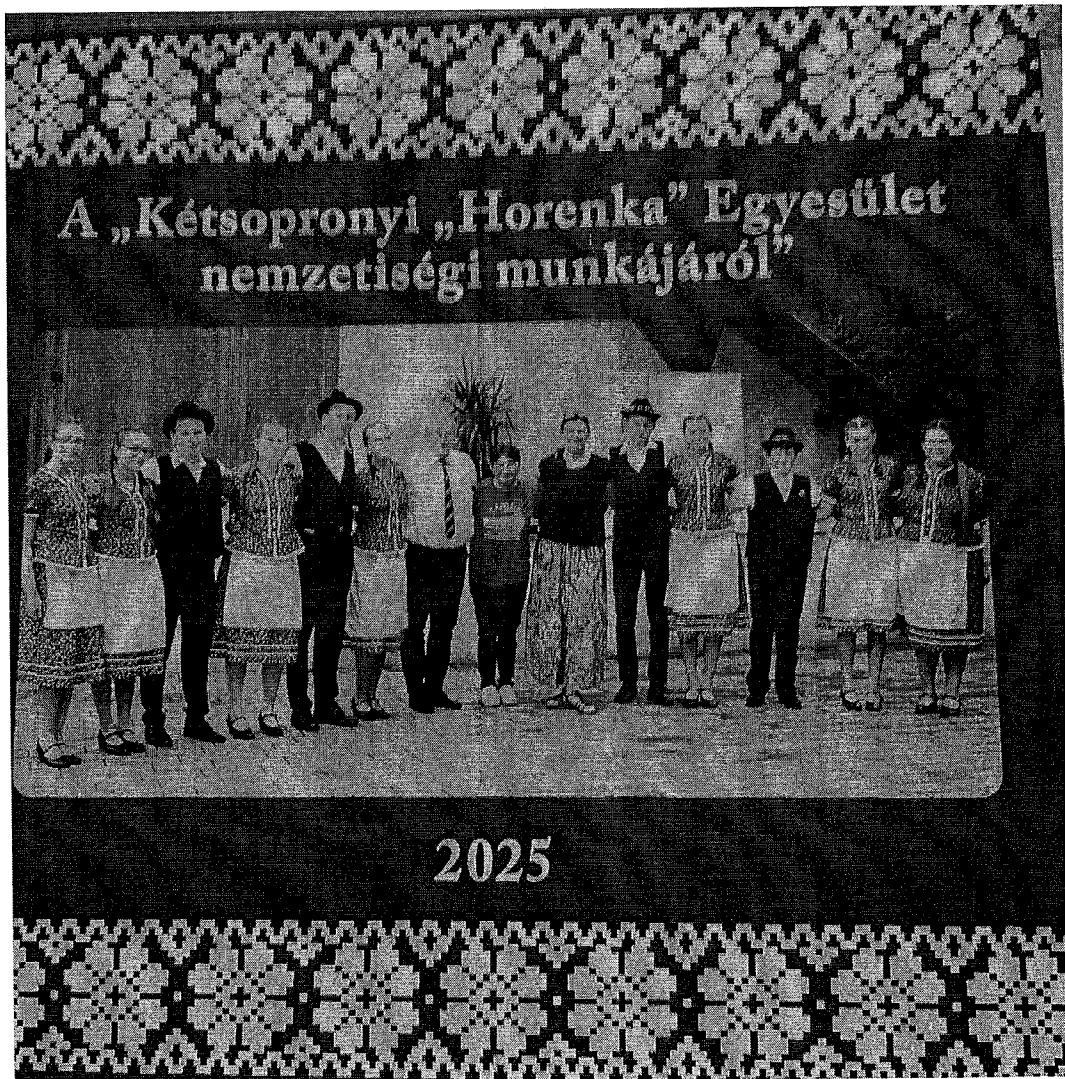 A „Kétsopronyi „Horenka” Egyesület
nemzetiségi munkájáról”
2025